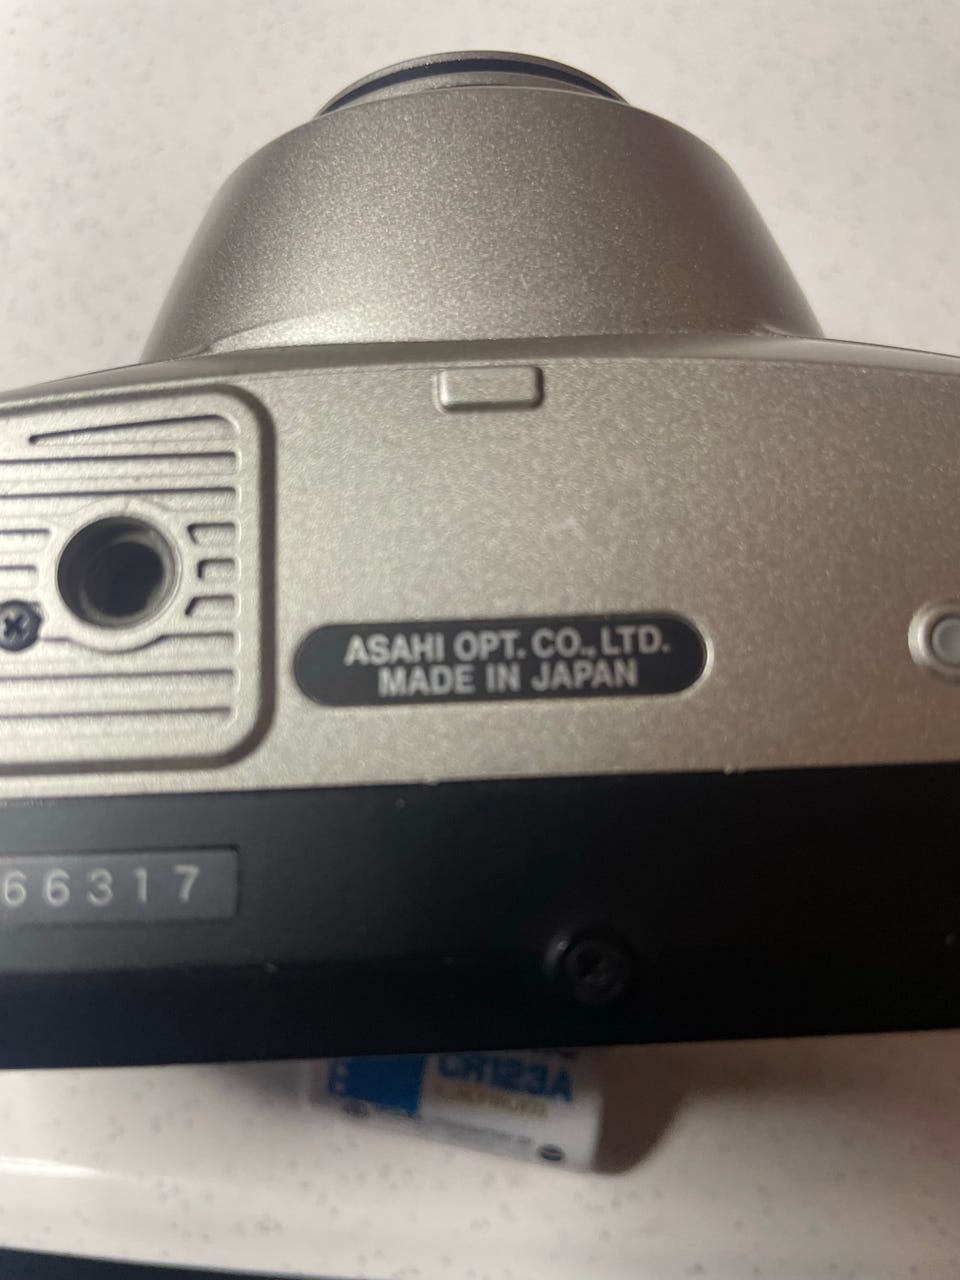 ASAHI OPT. CO., LTD.
MADE IN JAPAN
66317
CR123A